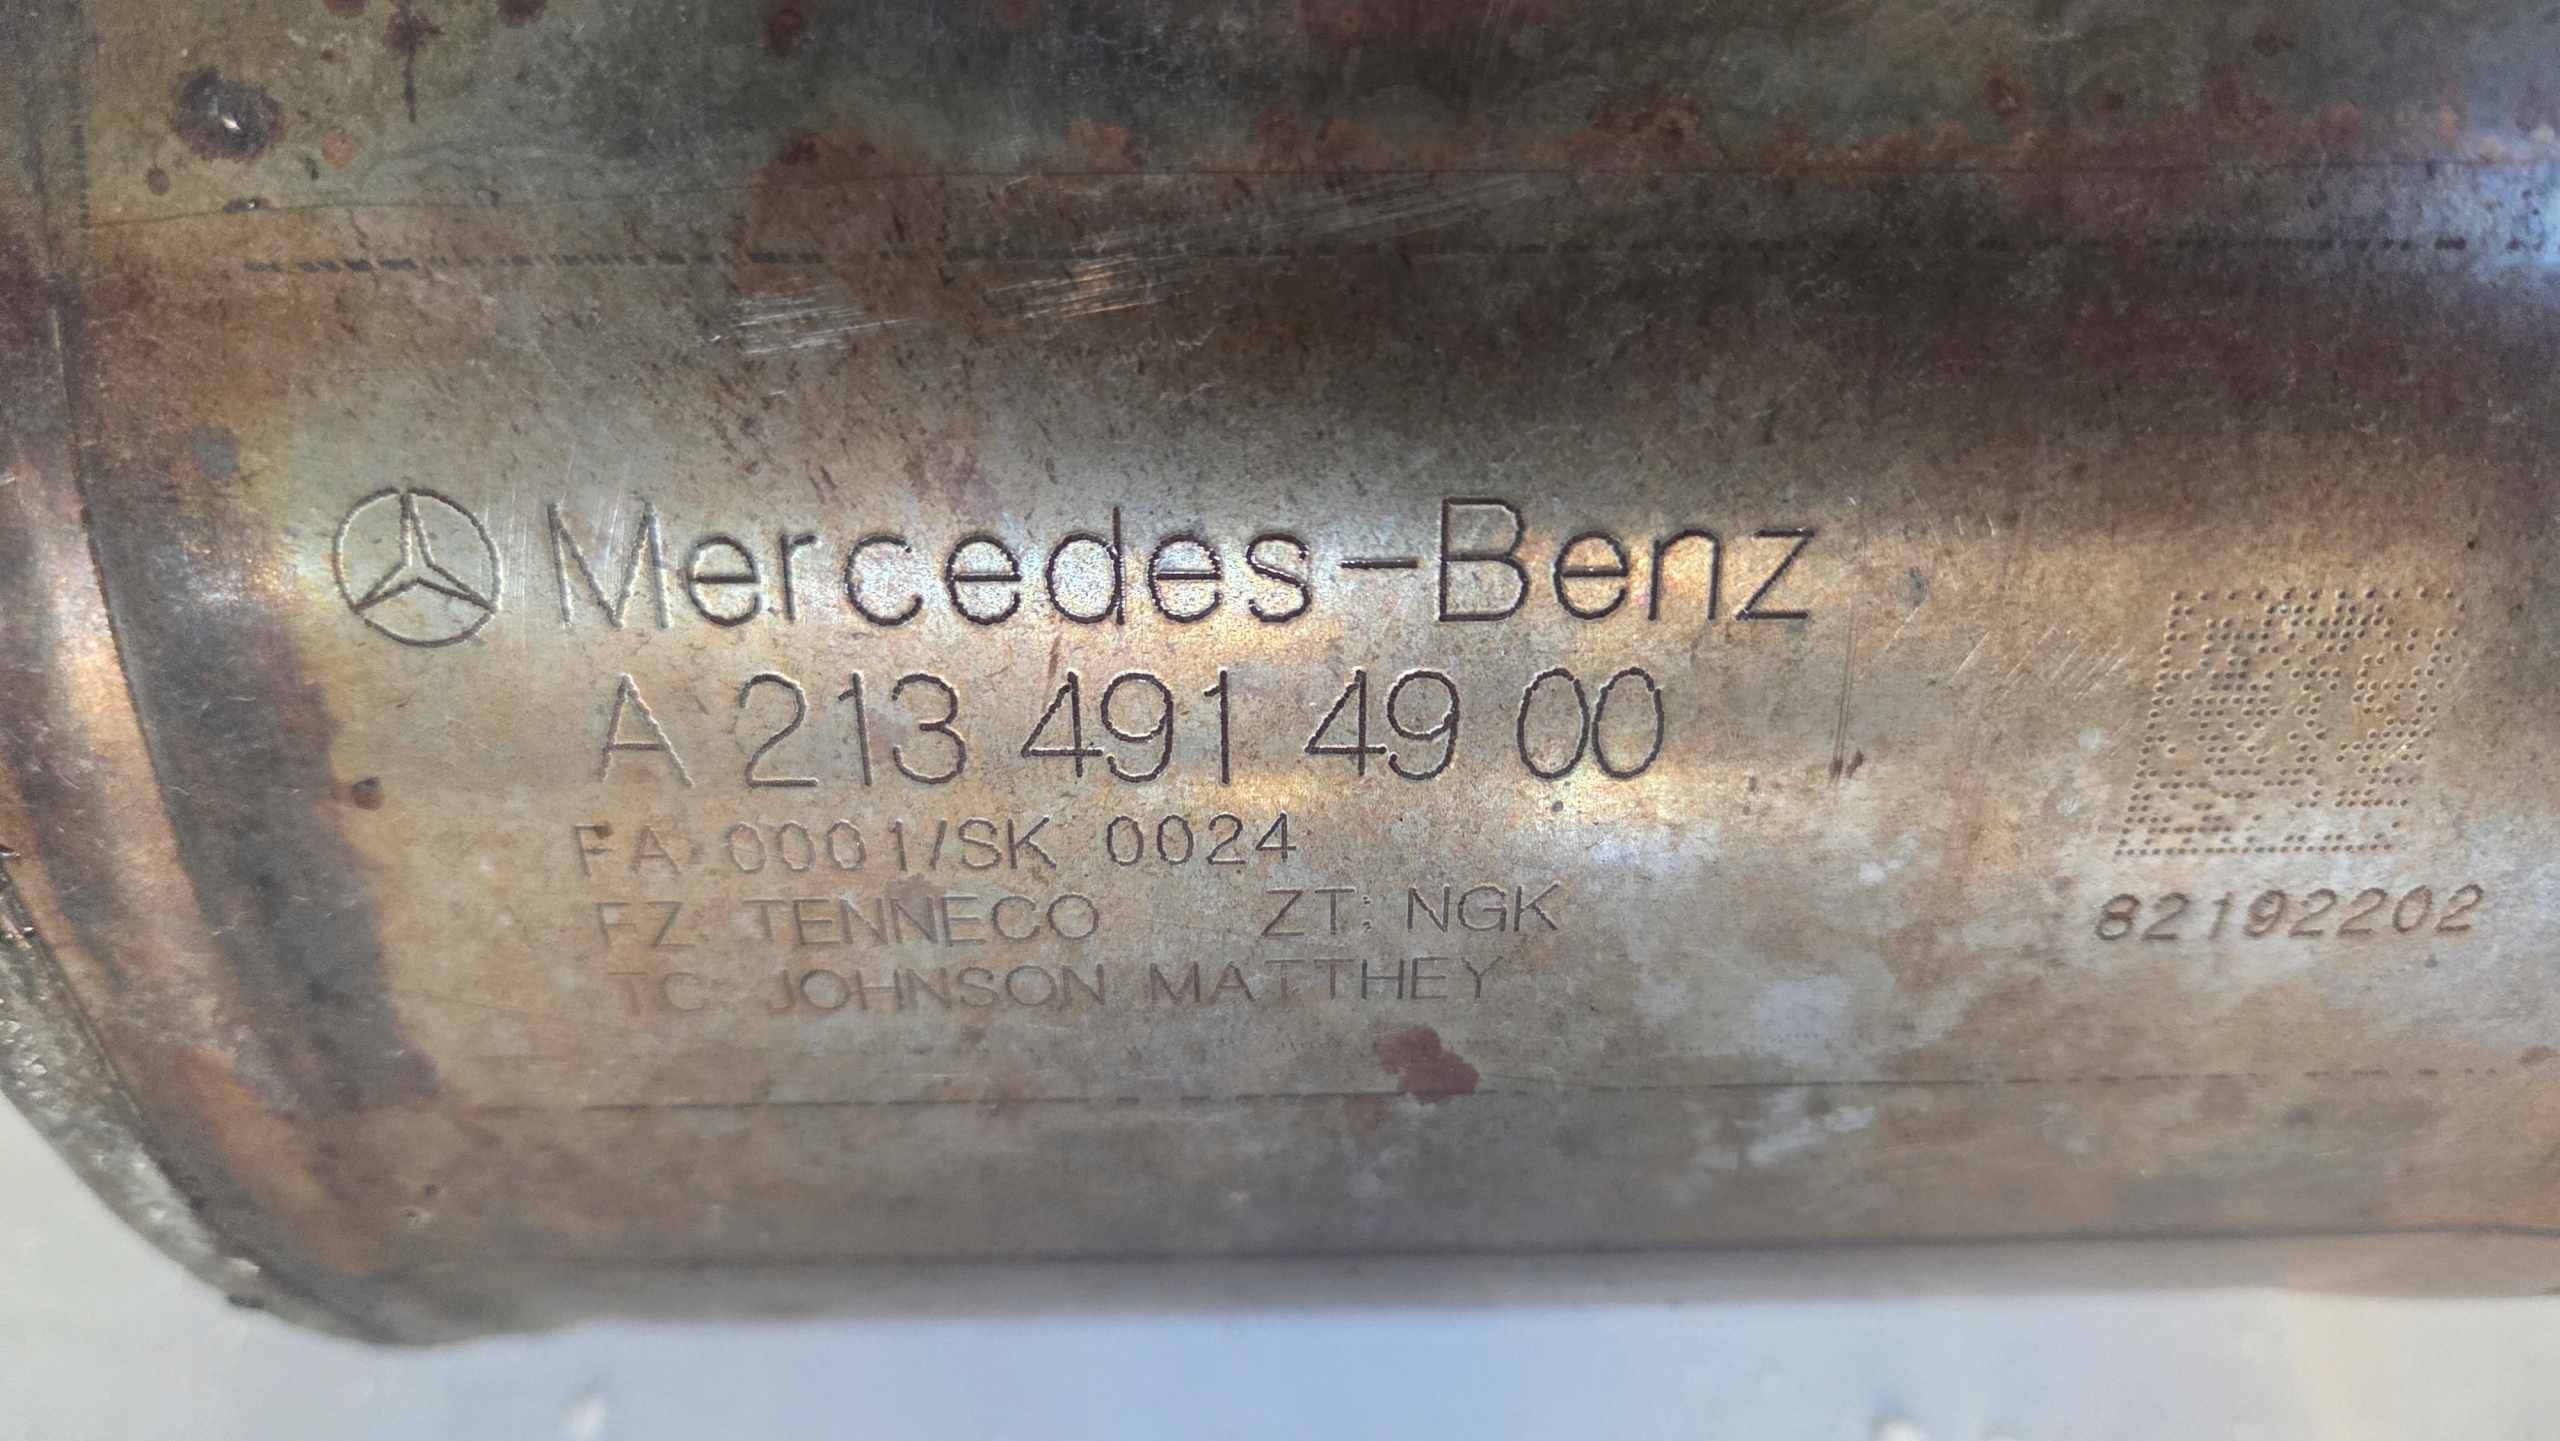 Mercedes-Benz
A 213 491 49 00
FA 0001/SK 0024
FZ: TENNECO ZT: NGK
TC: JOHNSON MATTHEY
82192202